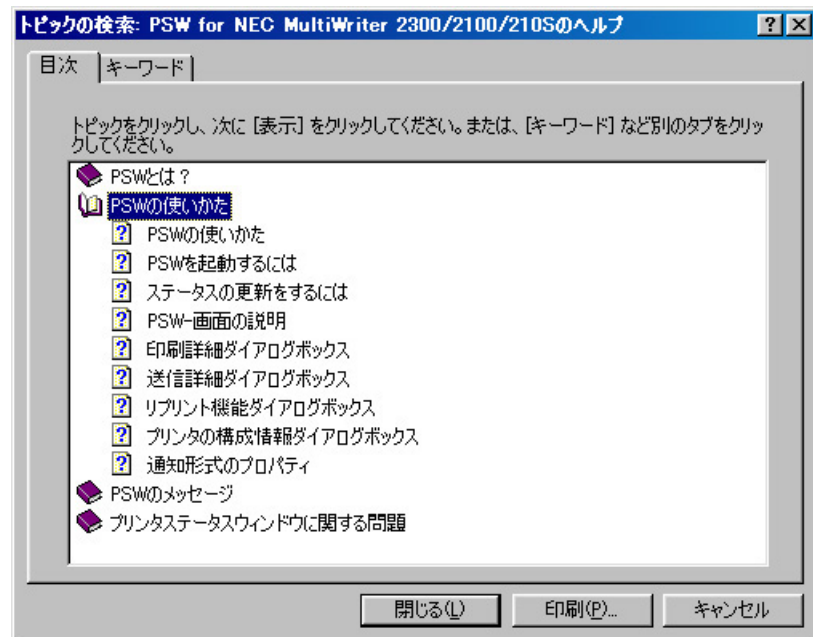 トピックの検索: PSW for NEC MultiWriter 2300/2100/210Sのヘルプ
目次 キーワード
トピックをクリックし、次に [表示] をクリックしてください。または、[キーワード] など別のタブをクリッ
クしてください。
PSWとは？
PSWの使いかた
PSWの使いかた
PSWを起動するには
ステータスの更新をするには
PSW-画面の説明
印刷詳細ダイアログボックス
送信詳細ダイアログボックス
リプリント機能ダイアログボックス
プリンタの構成情報ダイアログボックス
通知形式のプロパティ
PSWのメッセージ
プリンタステータスウィンドウに関する問題
閉じる(L) 印刷(P)... キャンセル